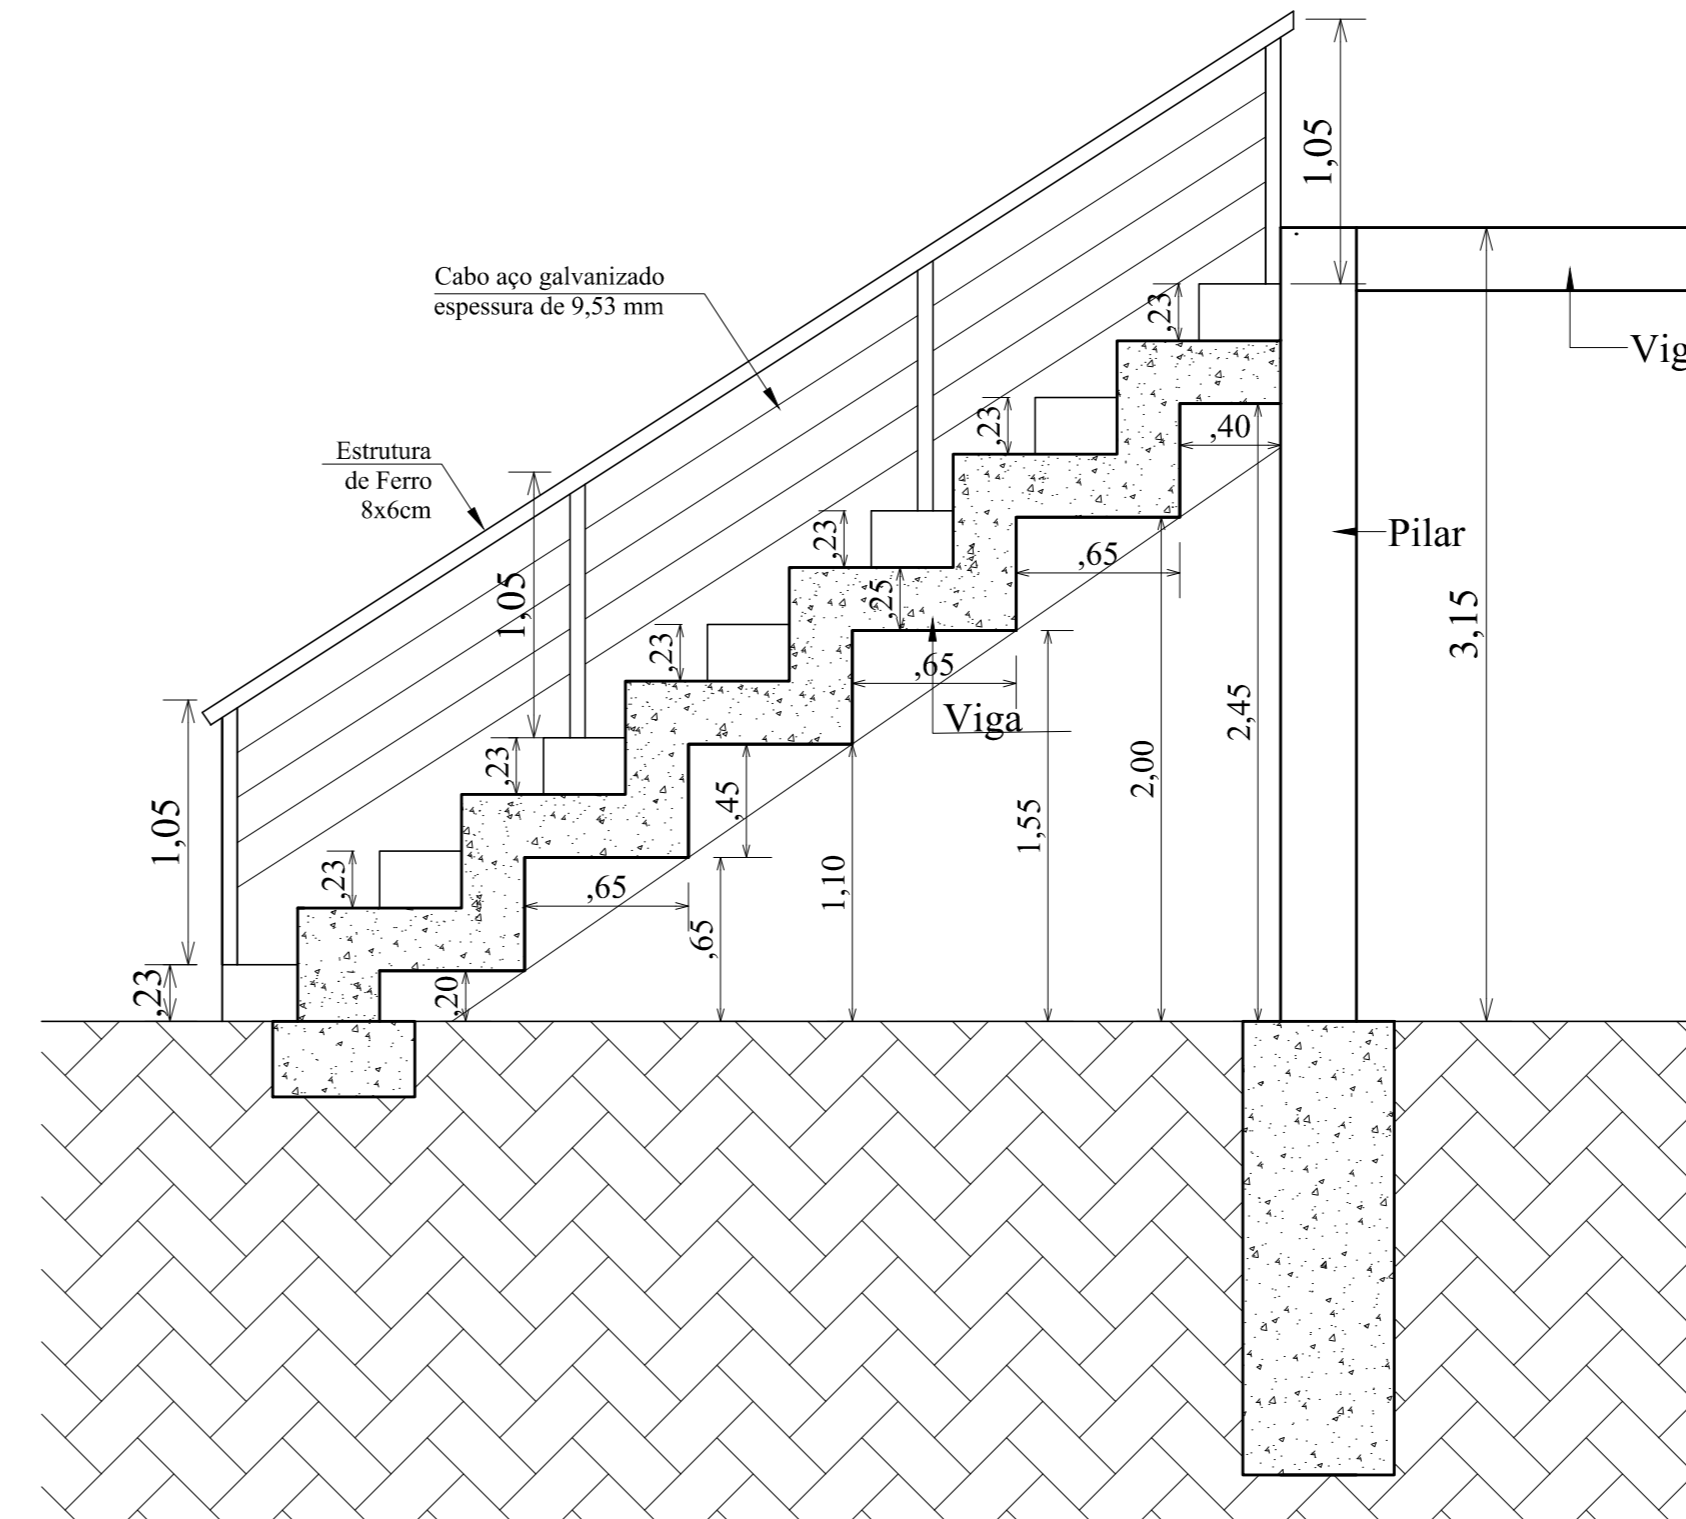 1,05
Cabo aço galvanizado
espessura de 9,53 mm
,23
Vig
,23
,40
Estrutura
de Ferro
8x6cm
1,05
,23
,25
,65
Pilar
3,15
,23
,65
Viga
2,45
2,00
,23
,45
1,55
1,05
,23
,65
1,10
,65
,23
,20